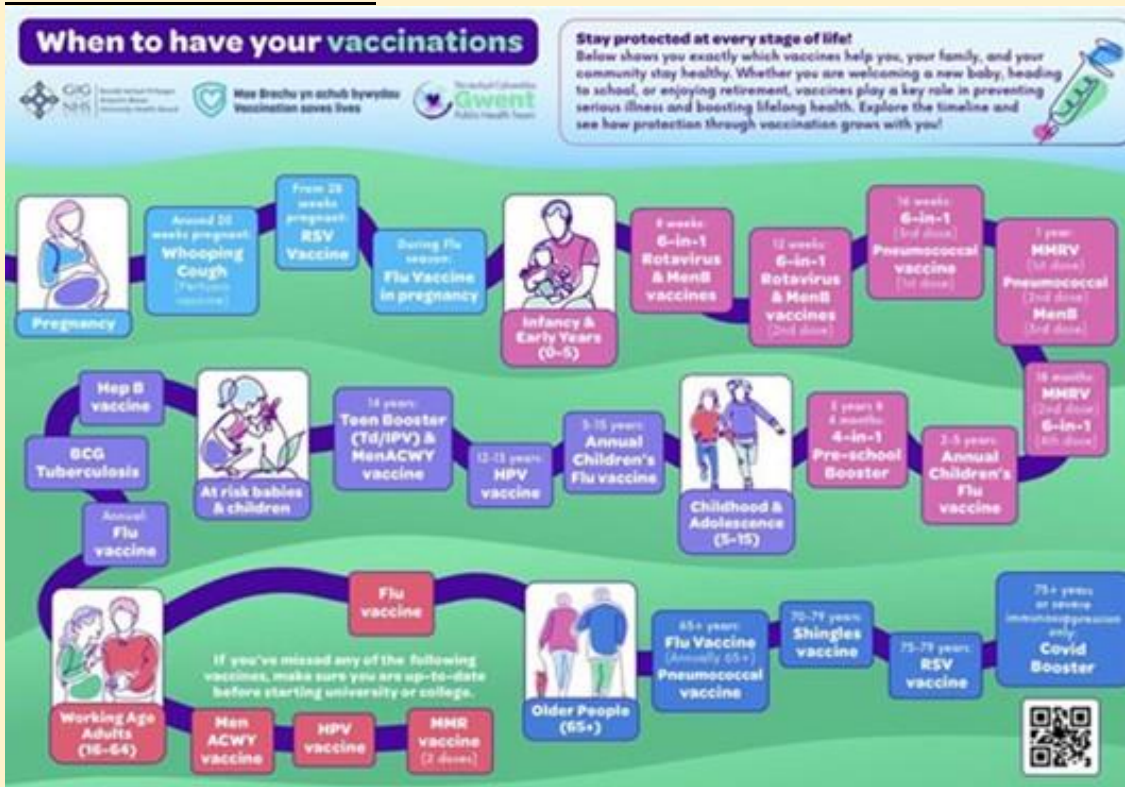 When to have your vaccinations
GIG
NHS
Mae Brechu yn achub bywydau
Vaccination saves lives
Gwent
Public Health Team
Stay protected at every stage of life!
Below shows you exactly which vaccines help you, your family, and your
community stay healthy. Whether you are welcoming a new baby, heading
to school, or enjoying retirement, vaccines play a key role in preventing
serious illness and boosting lifelong health. Explore the timeline and
see how protection through vaccination grows with you!
Pregnancy
Around 20
weeks pregnant:
Whooping
Cough
(Pertussis
vaccine)
From 28
weeks
pregnant:
RSV
Vaccine
During Flu
season:
Flu Vaccine
in pregnancy
Infancy &
Early Years
(0-5)
8 weeks:
6-in-1
Rotavirus
& MenB
vaccines
12 weeks:
6-in-1
Rotavirus
& MenB
vaccines
(2nd dose)
16 weeks:
6-in-1
(3rd dose)
Pneumococcal
vaccine
(1st dose)
1 year:
MMRV
(1st dose)
Pneumococcal
(2nd dose)
MenB
(3rd dose)
18 months:
MMRV
(2nd dose)
6-in-1
(4th dose)
2-5 years:
Annual
Children's
Flu
vaccine
4 months:
4-in-1
Pre-school
Booster
Childhood &
Adolescence
(5-15)
5-15 years:
Annual
Children's
Flu vaccine
12-13 years:
HPV
vaccine
14 years:
Teen Booster
(Td/IPV) &
MenACWY
vaccine
At risk babies
& children
Hep B
vaccine
BCG
Tuberculosis
Annual:
Flu
vaccine
Working Age
Adults
(16-64)
Flu
vaccine
If you've missed any of the following
vaccines, make sure you are up-to-date
before starting university or college.
Men
ACWY
vaccine
HPV
vaccine
MMR
vaccine
(2 doses)
Older People
(65+)
65+ years:
Flu Vaccine
(Annually 65+)
Pneumococcal
vaccine
70-79 years:
Shingles
vaccine
75-79 years:
RSV
vaccine
75+ years
or severe
immunosuppression
only:
Covid
Booster